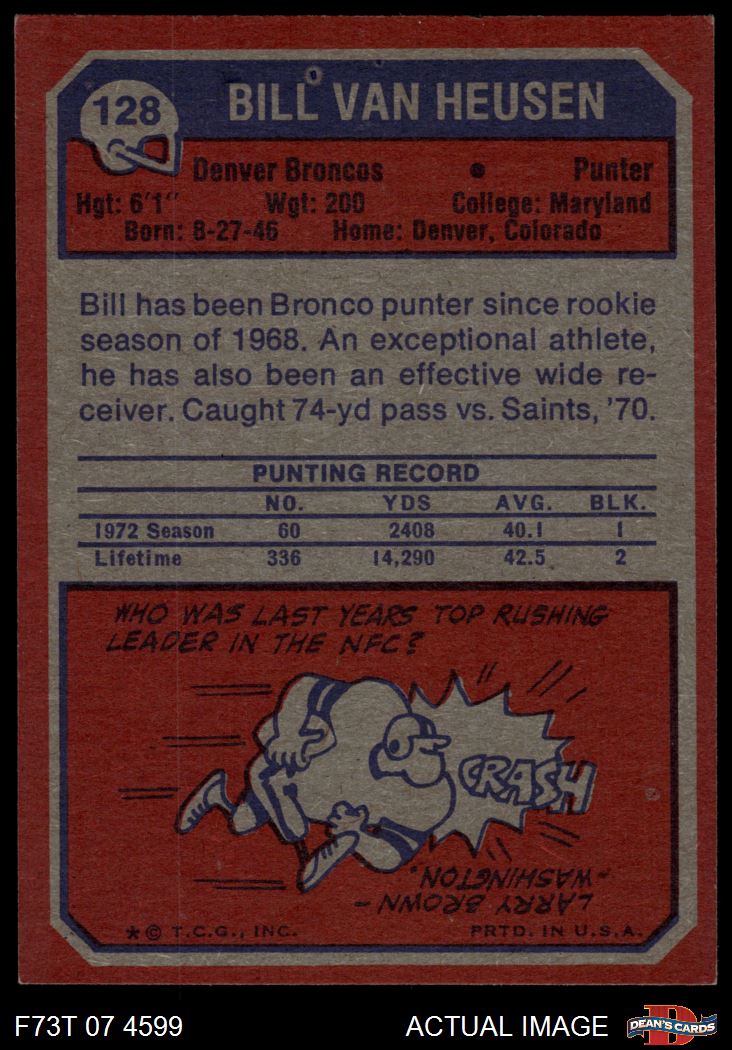 128
BILL VAN HEUSEN
Denver Broncos • Punter
Hgt: 6'1" Wgt: 200 College: Maryland
Born: 8-27-46 Home: Denver, Colorado
Bill has been Bronco punter since rookie
season of 1968. An exceptional athlete,
he has also been an effective wide re-
ceiver. Caught 74-yd pass vs. Saints, '70.
PUNTING RECORD
NO. YDS AVG. BLK.
1972 Season 60 2408 40.1 1
Lifetime 336 14,290 42.5 2
WHO WAS LAST YEARS TOP RUSHING
LEADER IN THE NFC?
CRASH
LARRY BROWN-
-WASHINGTON.
*© T.C.G., INC. PRTD. IN U.S.A.
F73T 07 4599 ACTUAL IMAGE
D
DEAN'S CARDS